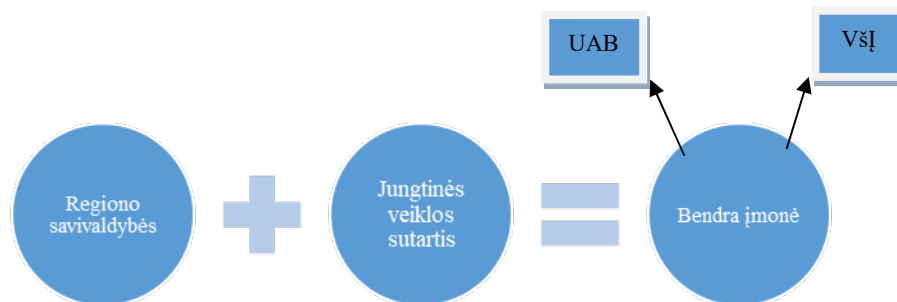 UAB
VšĮ
Regiono
savivaldybės
Jungtinės
veiklos
sutartis
Bendra įmonė